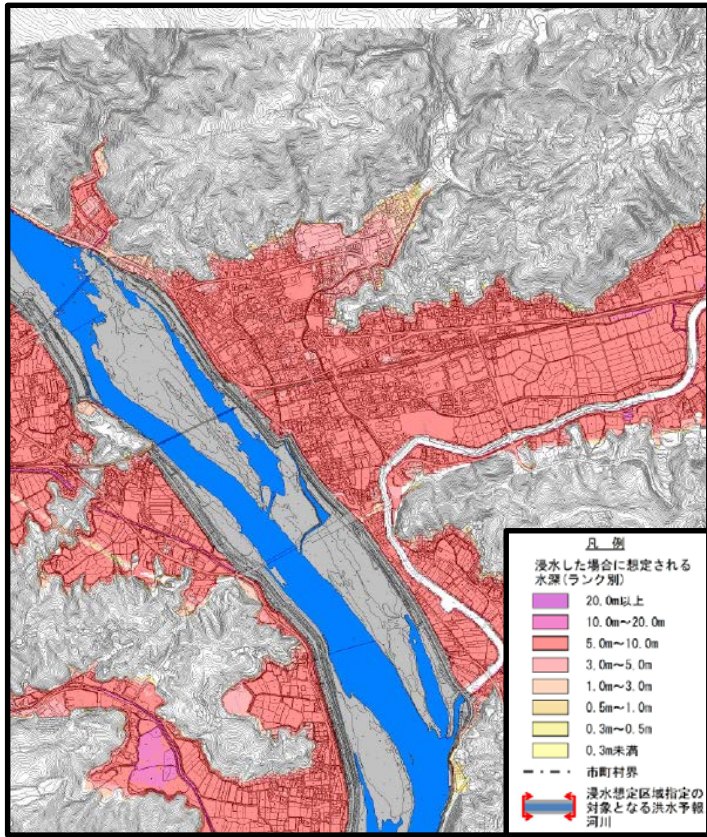 凡 例
浸水した場合に想定される
水深(ランク別)
20.0m以上
10.0m～20.0m
5.0m～10.0m
3.0m～5.0m
1.0m～3.0m
0.5m～1.0m
0.3m～0.5m
0.3m未満
市町村界
浸水想定区域指定の
対象となる洪水予報
河川